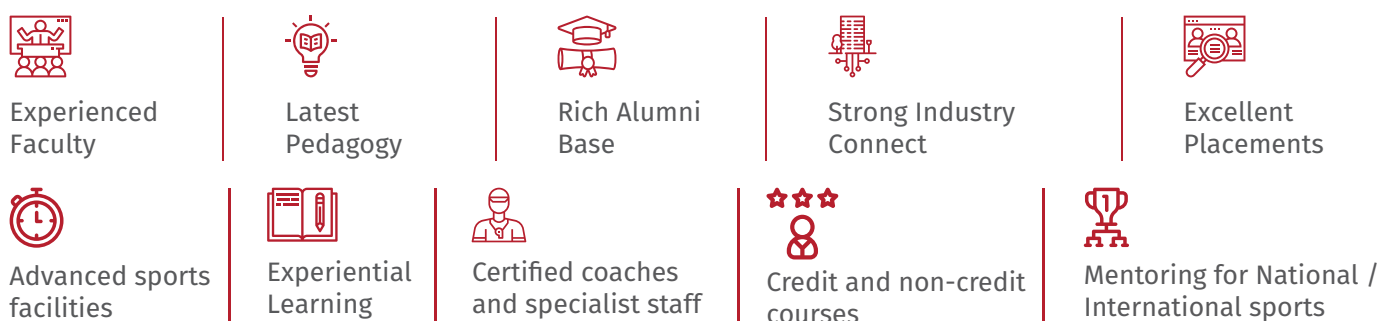 Experienced
Faculty
Latest
Pedagogy
Rich Alumni
Base
Strong Industry
Connect
Excellent
Placements
Advanced sports
facilities
Experiential
Learning
Certified coaches
and specialist staff
Credit and non-credit
courses
Mentoring for National /
International sports